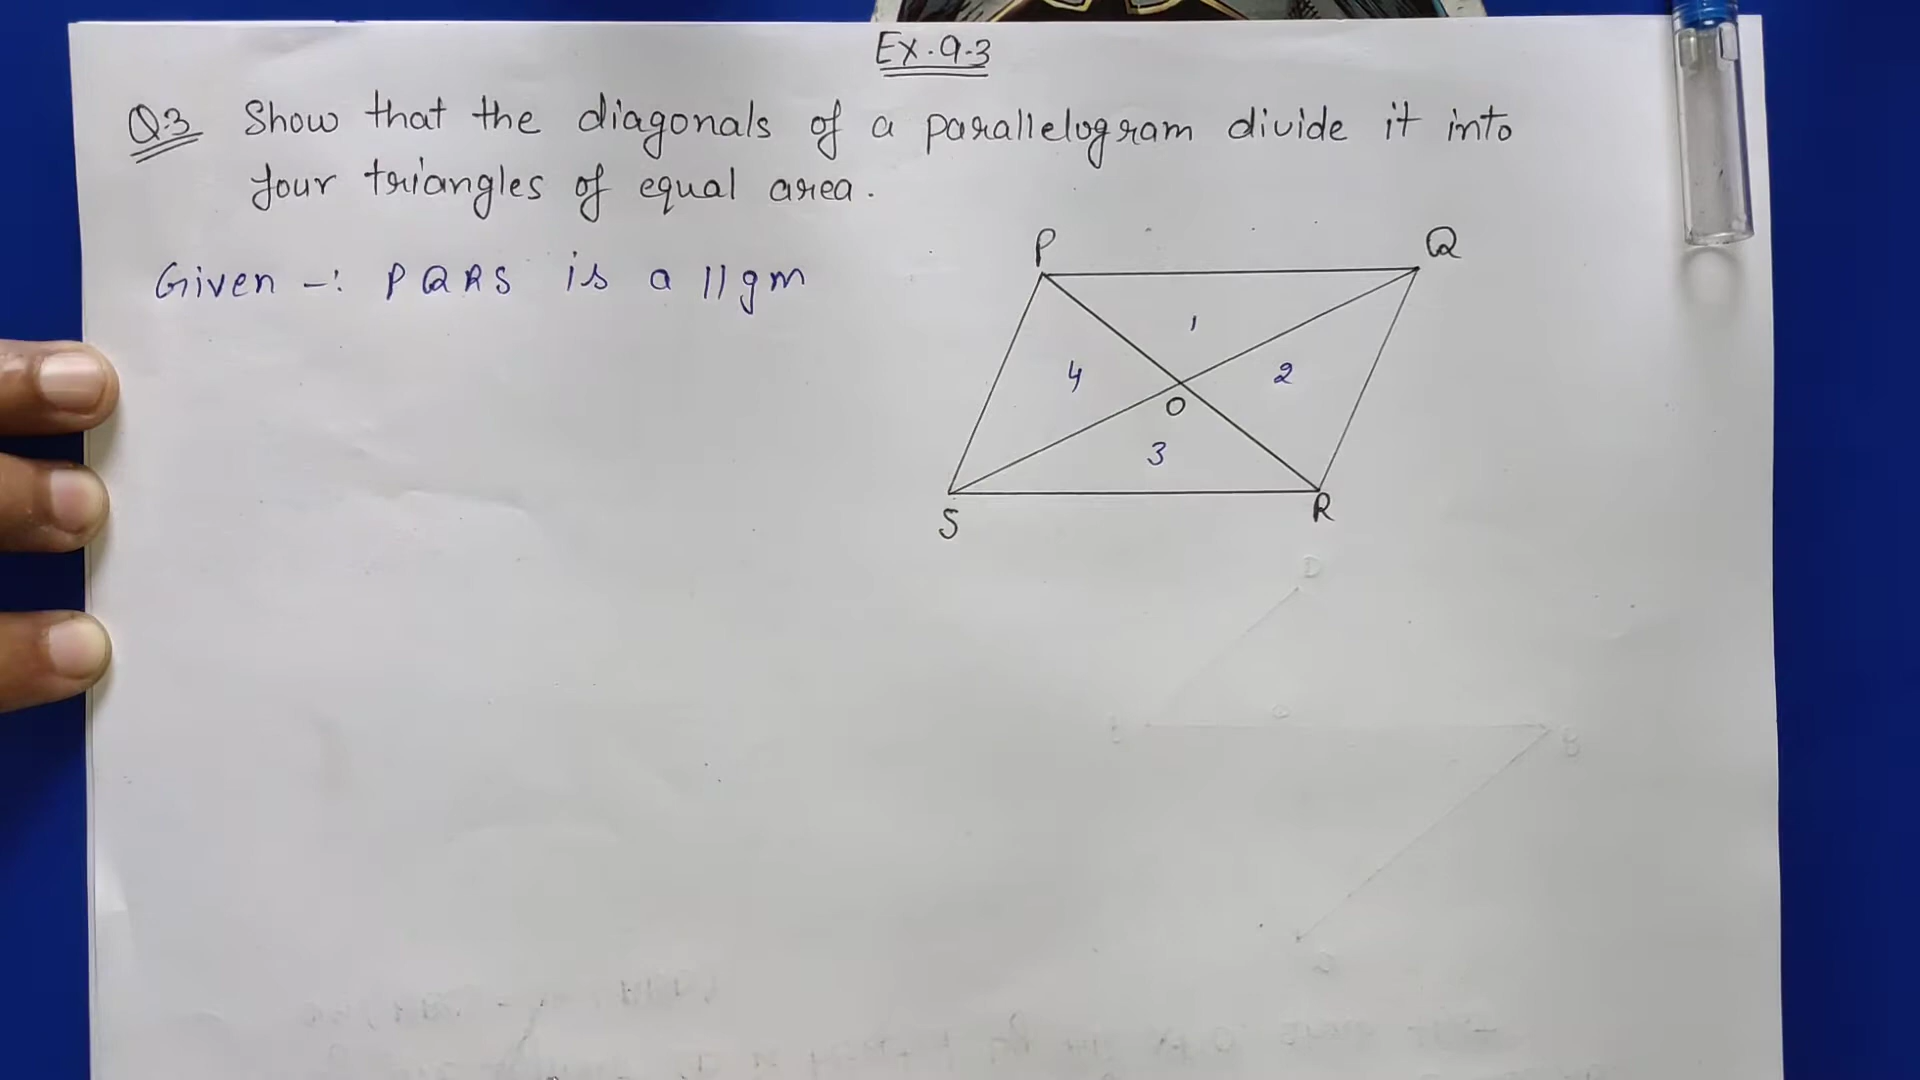 Ex.9.3
Q.3 Show that the diagonals of a parallelogram divide it into
four triangles of equal area.
Given -: PQRS is a ||gm
P
Q
1
4
2
O
3
S
R
D
B